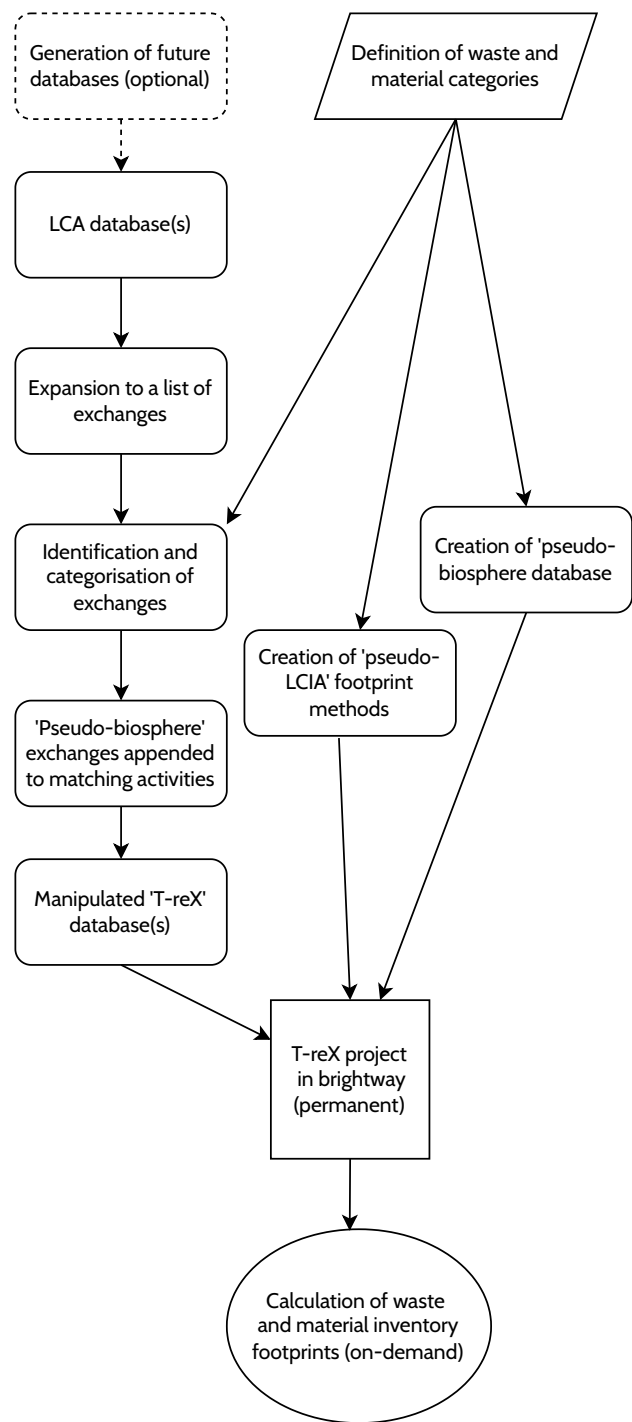 Generation of future
databases (optional)
Definition of waste and
material categories
LCA database(s)
Expansion to a list of
exchanges
Identification and
categorisation of
exchanges
Creation of 'pseudo-
biosphere database
Creation of 'pseudo-
LCIA' footprint
methods
'Pseudo-biosphere'
exchanges appended
to matching activities
Manipulated 'T-reX'
database(s)
T-reX project
in brightway
(permanent)
Calculation of waste
and material inventory
footprints (on-demand)